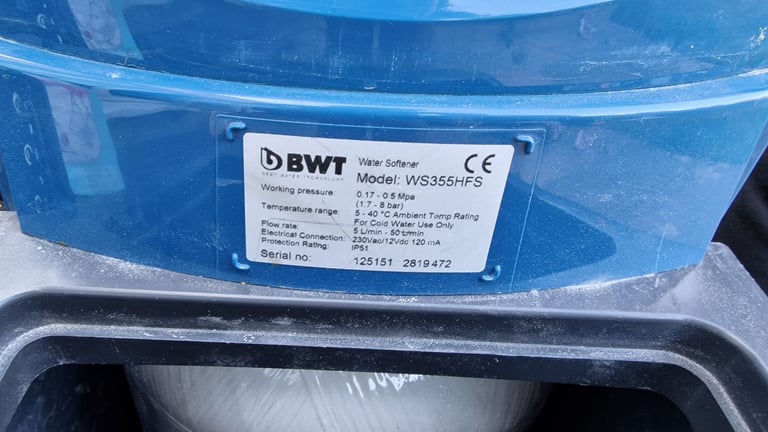 BWT
BEST WATER TECHNOLOGY
Water Softener
CE
Model: WS355HFS
Working pressure: 0.17 - 0.5 Mpa
(1.7 - 8 bar)
Temperature range: 5 - 40 °C Ambient Temp Rating
For Cold Water Use Only
Flow rate: 5 L/min - 50 L/min
Electrical Connection: 230Vac/12Vdc 120 mA
Protection Rating: IP51
Serial no: 125151 2819472